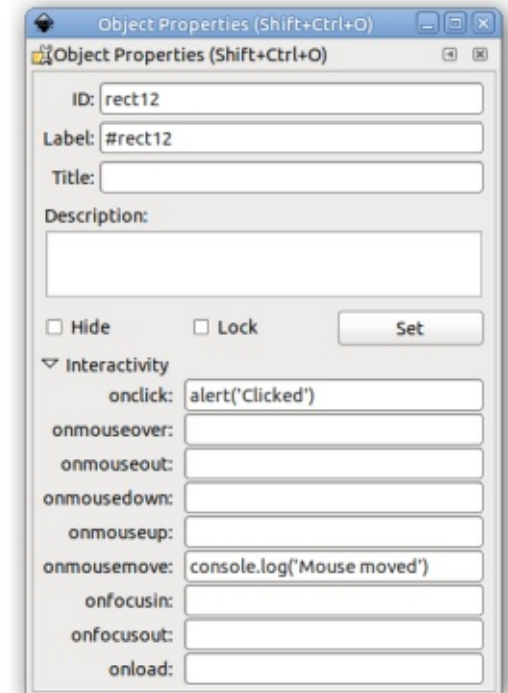 Object Properties (Shift+Ctrl+O)
Object Properties (Shift+Ctrl+O)
ID: rect12
Label: #rect12
Title:
Description:
Hide Lock Set
Interactivity
onclick: alert('Clicked')
onmouseover:
onmouseout:
onmousedown:
onmouseup:
onmousemove: console.log('Mouse moved')
onfocusin:
onfocusout:
onload: